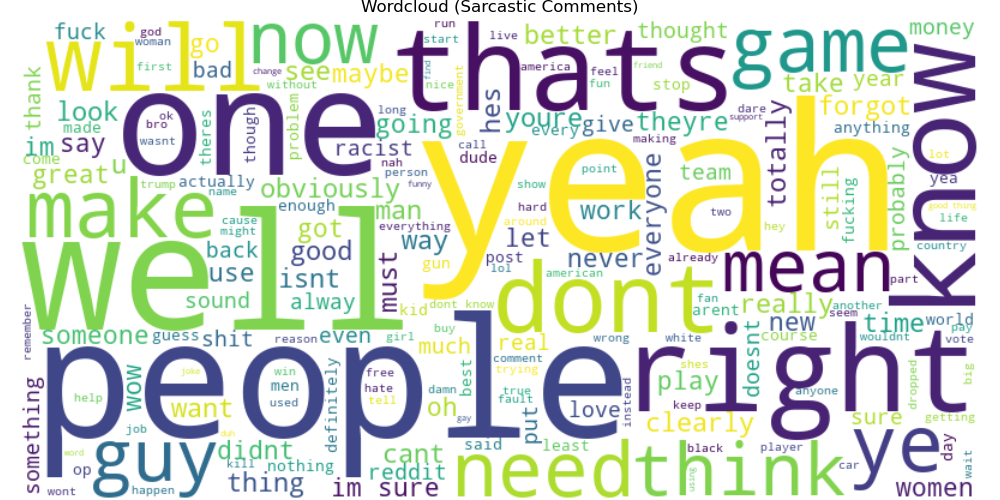 Wordcloud (Sarcastic Comments)
fuck god woman go now thats run start live better thought game money
will bad see maybe america feel nice fun stop take year know
thank first change without find friend
look made ok bro one long going hes youre every give theyre dare support totally forgot anything
im say wasnt theres though problem racist government call dude making
come great u actually nah person yeah point team everyone still fucking probably yea lot
make trump name obviously man funny show work two hey good thing life
cause might enough got everything way hard around let never already mean country
well back use isnt good must gun post lol american part
sound alway kid dont know dont fan arent really another seem new time world
remember someone guess shit reason even girl much buy real wrong white doesnt course wouldnt pay vote
people wow joke win men used free hate tell damn best comment trying true fault love instead right shes keep play anyone dropped big
something help want definitely oh gay put clearly sure getting
job guy duh didnt said least black player ye day
word op kill nothing cant reddit need think using car wait
wont happen thing im sure women